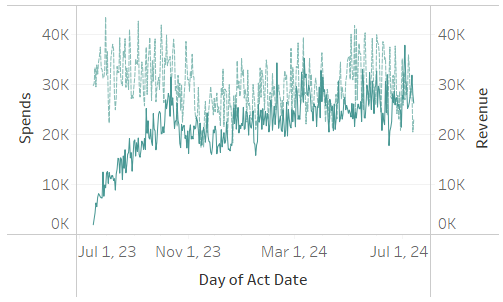 40K
30K
20K
10K
0K
Spends
40K
30K
20K
10K
0K
Revenue
Jul 1, 23 Nov 1, 23 Mar 1, 24 Jul 1, 24
Day of Act Date